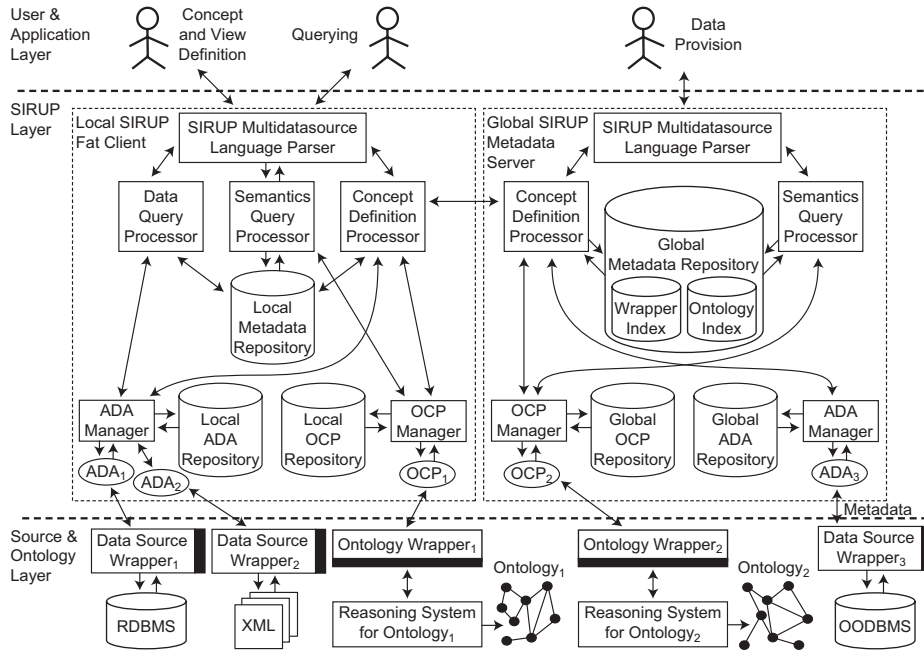 User &
Application
Layer
Concept
and View
Definition
Querying
Data
Provision
SIRUP
Layer
Local SIRUP
Fat Client
SIRUP Multidatasource
Language Parser
Global SIRUP
Metadata
Server
SIRUP Multidatasource
Language Parser
Data
Query
Processor
Semantics
Query
Processor
Concept
Definition
Processor
Concept
Definition
Processor
Semantics
Query
Processor
Global
Metadata Repository
Wrapper
Index
Ontology
Index
Local
Metadata
Repository
ADA
Manager
Local
ADA
Repository
Local
OCP
Repository
OCP
Manager
OCP
Manager
Global
OCP
Repository
Global
ADA
Repository
ADA
Manager
ADA1
ADA2
OCP1
OCP2
ADA3
Metadata
Source &
Ontology
Layer
Data Source
Wrapper1
Data Source
Wrapper2
Ontology Wrapper1
Ontology Wrapper2
Data Source
Wrapper3
RDBMS
XML
Reasoning System
for Ontology1
Ontology1
Reasoning System
for Ontology2
Ontology2
OODBMS